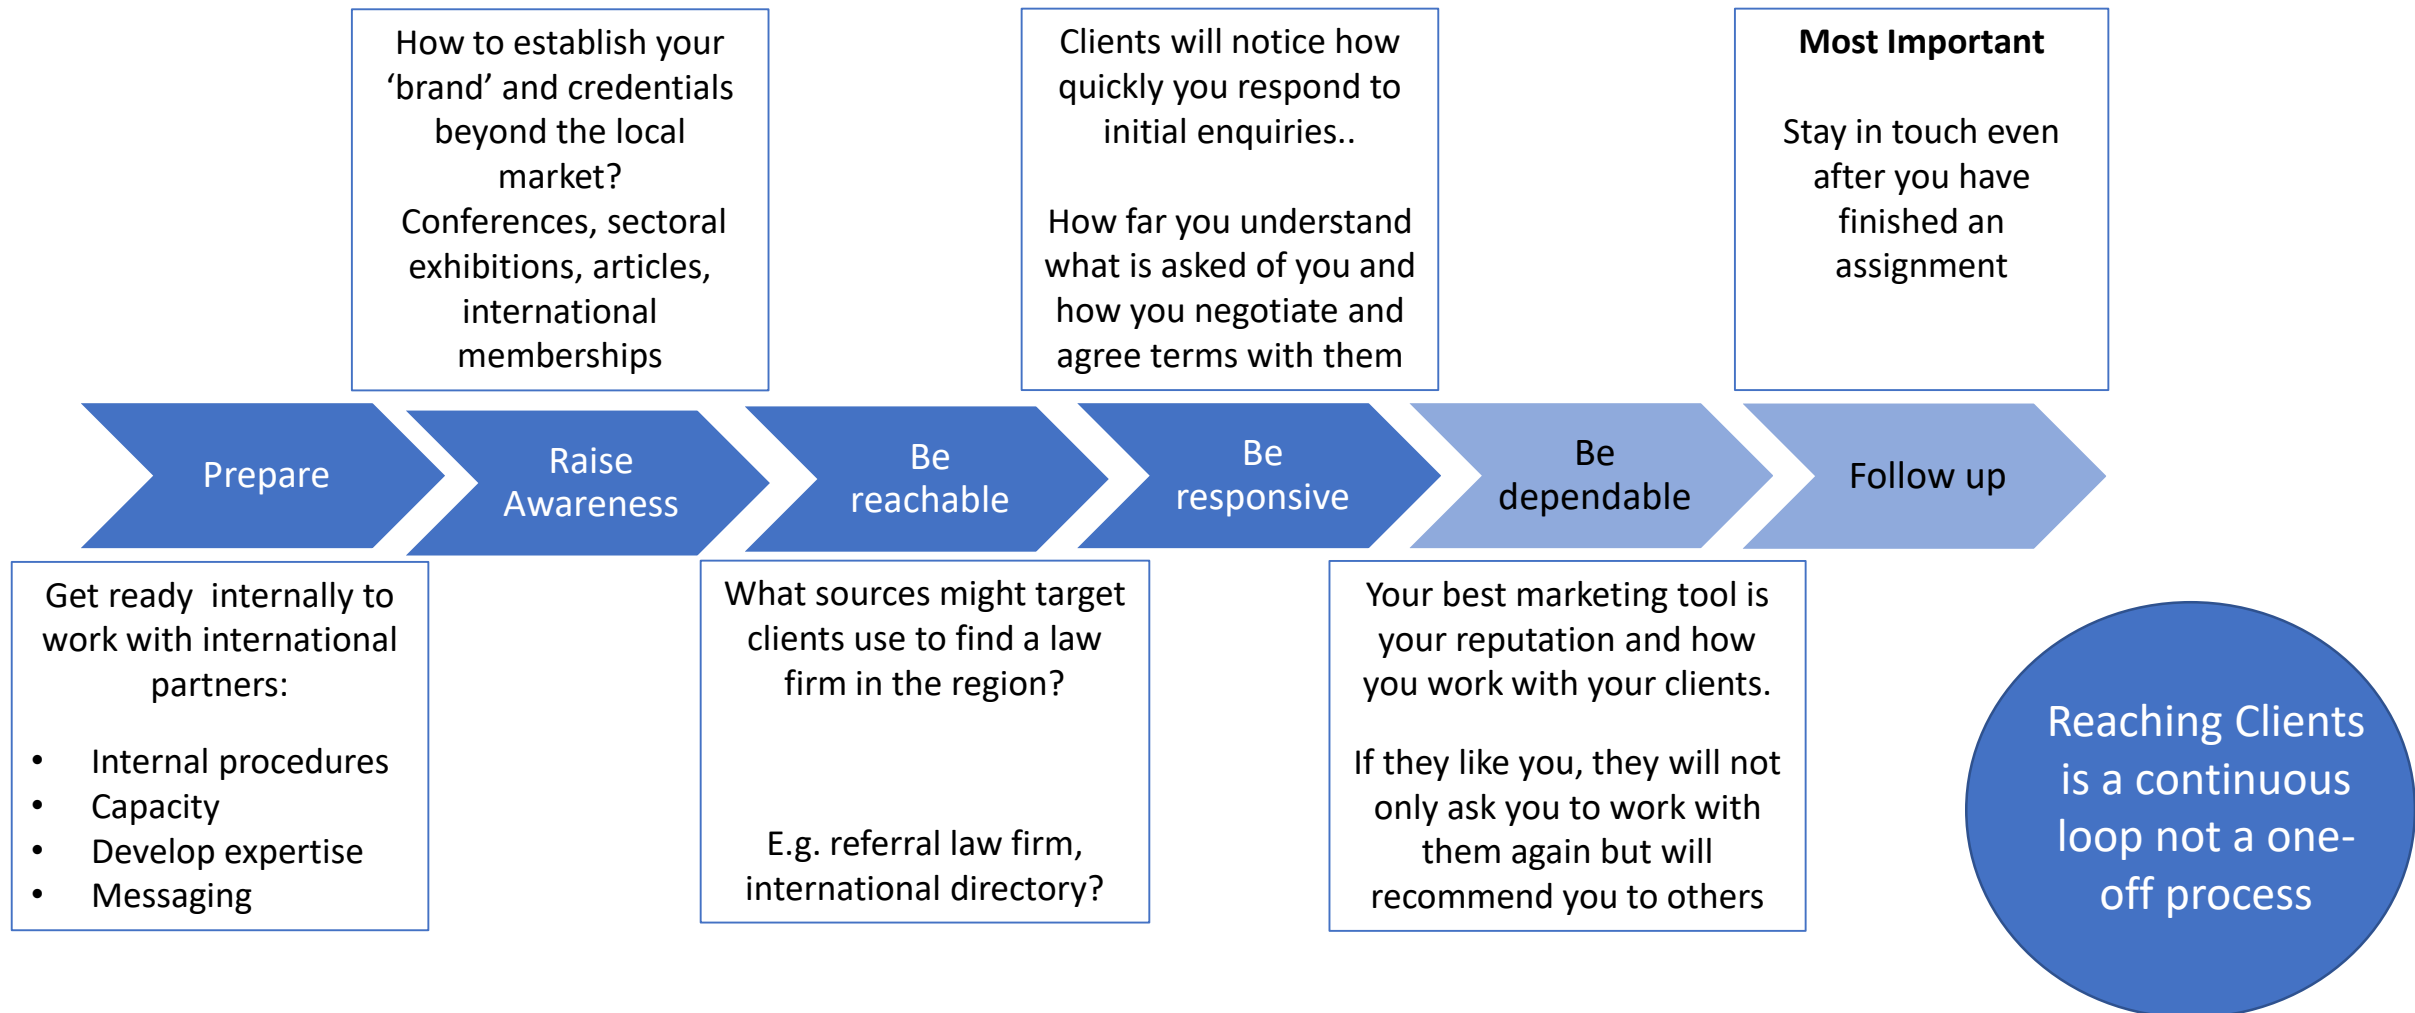 How to establish your
‘brand’ and credentials
beyond the local
market?
Conferences, sectoral
exhibitions, articles,
international
memberships
Clients will notice how
quickly you respond to
initial enquiries..
How far you understand
what is asked of you and
how you negotiate and
agree terms with them
Most Important
Stay in touch even
after you have
finished an
assignment
Prepare
Raise
Awareness
Be
reachable
Be
responsive
Be
dependable
Follow up
Get ready  internally to
work with international
partners:
• Internal procedures
• Capacity
• Develop expertise
• Messaging
What sources might target
clients use to find a law
firm in the region?
E.g. referral law firm,
international directory?
Your best marketing tool is
your reputation and how
you work with your clients.
If they like you, they will not
only ask you to work with
them again but will
recommend you to others
Reaching Clients
is a continuous
loop not a one-
off process